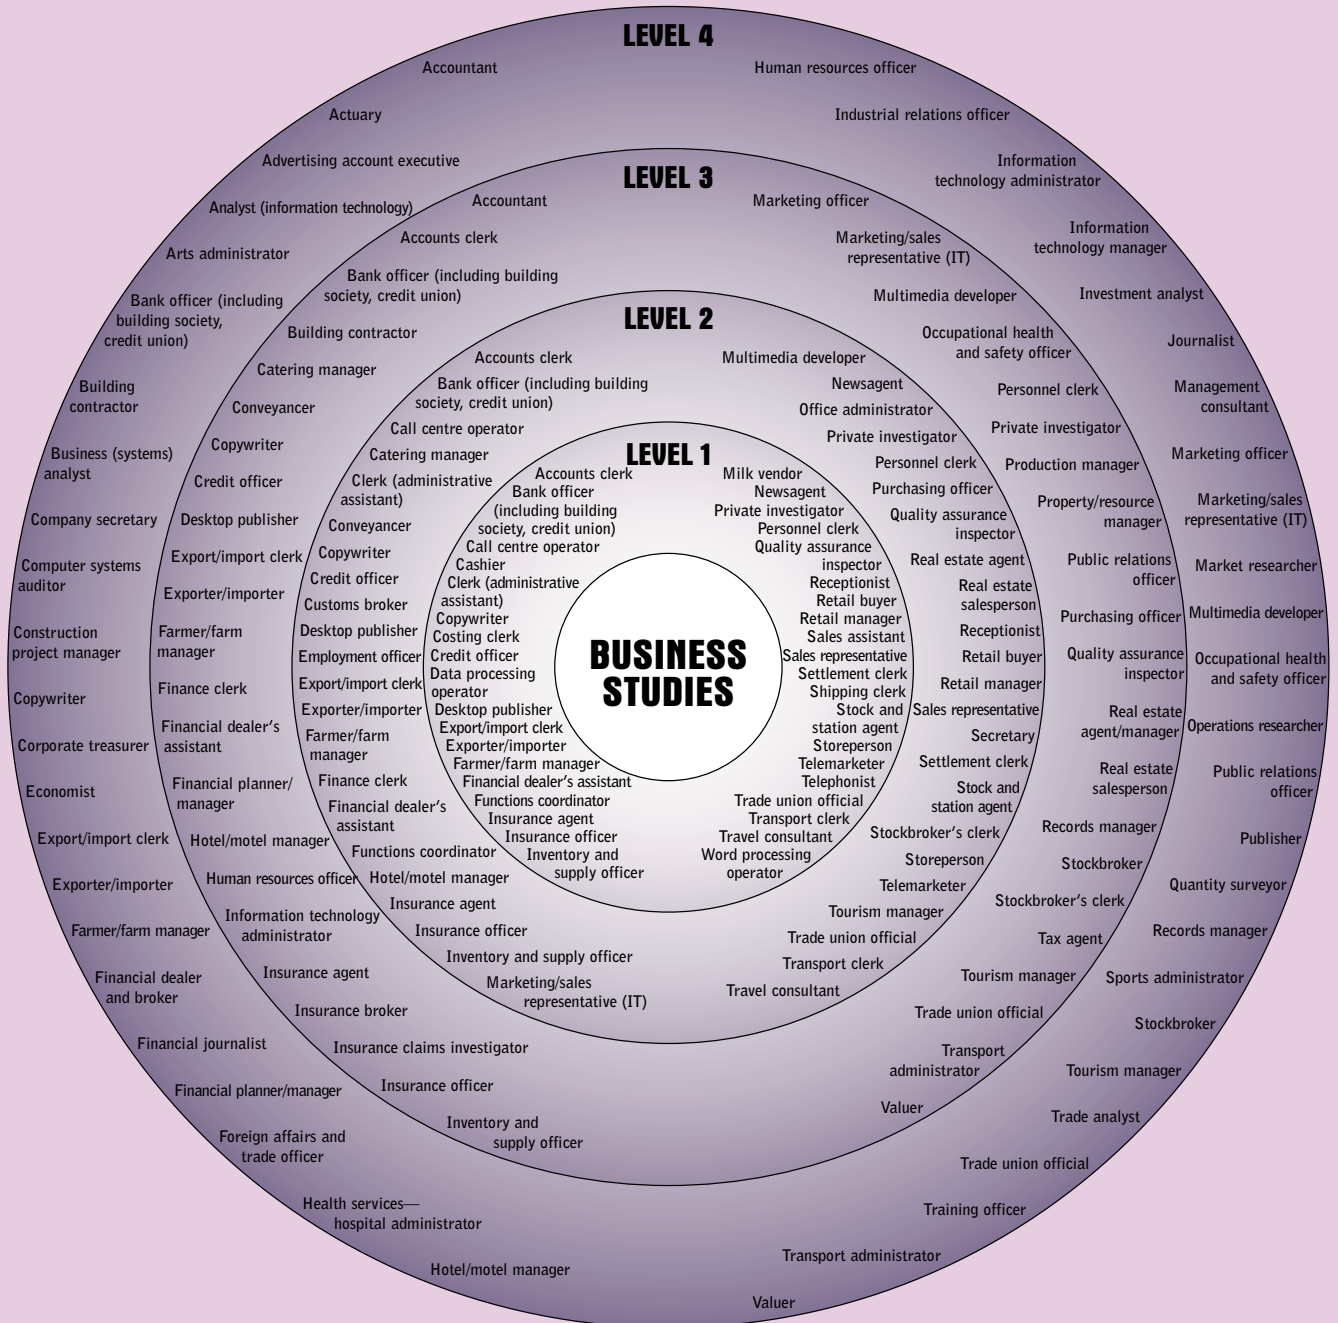 LEVEL 4
Accountant
Actuary
Advertising account executive
Analyst (information technology)
Arts administrator
Bank officer (including
building society,
credit union)
Building
contractor
Business (systems)
analyst
Company secretary
Computer systems
auditor
Construction
project manager
Copywriter
Corporate treasurer
Economist
Export/import clerk
Exporter/importer
Farmer/farm manager
Financial dealer
and broker
Financial journalist
Financial planner/manager
Foreign affairs and
trade officer
Health services—
hospital administrator
Hotel/motel manager
Human resources officer
Industrial relations officer
Information
technology administrator
Information
technology manager
Investment analyst
Journalist
Management
consultant
Marketing officer
Marketing/sales
representative (IT)
Market researcher
Multimedia developer
Occupational health
and safety officer
Operations researcher
Public relations
officer
Publisher
Quantity surveyor
Records manager
Sports administrator
Stockbroker
Tourism manager
Trade analyst
Trade union official
Training officer
Transport administrator
Valuer
LEVEL 3
Accountant
Accounts clerk
Bank officer (including building
society, credit union)
Building contractor
Catering manager
Conveyancer
Copywriter
Credit officer
Desktop publisher
Export/import clerk
Exporter/importer
Farmer/farm
manager
Finance clerk
Financial dealer's
assistant
Financial planner/
manager
Hotel/motel manager
Human resources officer
Information technology
administrator
Insurance agent
Insurance broker
Insurance claims investigator
Insurance officer
Inventory and
supply officer
Marketing officer
Marketing/sales
representative (IT)
Multimedia developer
Occupational health
and safety officer
Personnel clerk
Private investigator
Production manager
Property/resource
manager
Public relations
officer
Purchasing officer
Quality assurance
inspector
Real estate
agent/manager
Real estate
salesperson
Records manager
Stockbroker
Stockbroker's clerk
Tax agent
Tourism manager
Trade union official
Transport
administrator
Valuer
LEVEL 2
Accounts clerk
Bank officer (including building
society, credit union)
Call centre operator
Catering manager
Clerk (administrative
assistant)
Conveyancer
Copywriter
Credit officer
Customs broker
Desktop publisher
Employment officer
Export/import clerk
Exporter/importer
Farmer/farm
manager
Finance clerk
Financial dealer's
assistant
Functions coordinator
Hotel/motel manager
Insurance agent
Insurance officer
Inventory and supply officer
Marketing/sales
representative (IT)
Multimedia developer
Newsagent
Office administrator
Private investigator
Personnel clerk
Purchasing officer
Quality assurance
inspector
Real estate agent
Real estate
salesperson
Receptionist
Retail buyer
Retail manager
Sales representative
Secretary
Settlement clerk
Stock and
station agent
Stockbroker's clerk
Storeperson
Telemarketer
Tourism manager
Trade union official
Transport clerk
Travel consultant
LEVEL 1
Accounts clerk
Bank officer
(including building
society, credit union)
Call centre operator
Cashier
Clerk (administrative
assistant)
Copywriter
Costing clerk
Credit officer
Data processing
operator
Desktop publisher
Export/import clerk
Exporter/importer
Farmer/farm manager
Financial dealer's assistant
Functions coordinator
Insurance agent
Insurance officer
Inventory and
supply officer
Milk vendor
Newsagent
Private investigator
Personnel clerk
Quality assurance
inspector
Receptionist
Retail buyer
Retail manager
Sales assistant
Sales representative
Settlement clerk
Shipping clerk
Stock and
station agent
Storeperson
Telemarketer
Telephonist
Trade union official
Transport clerk
Travel consultant
Word processing
operator
BUSINESS
STUDIES